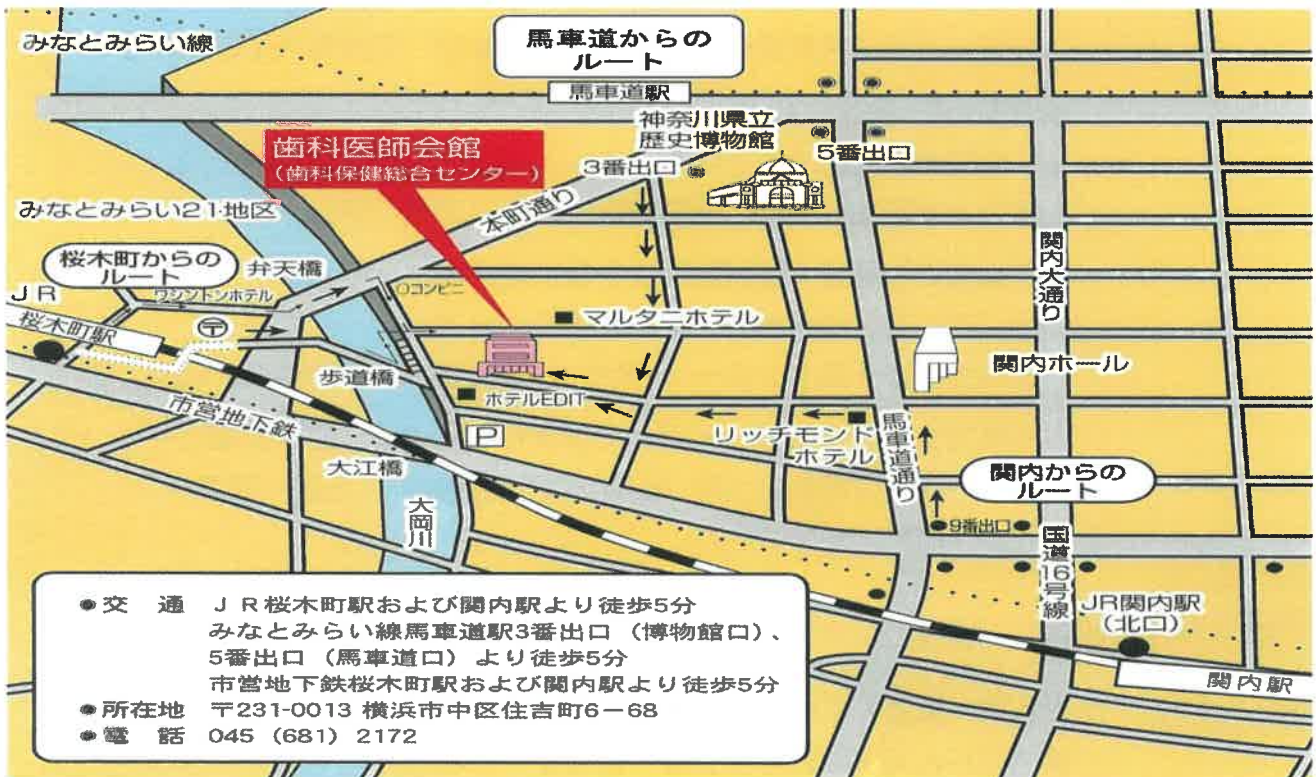 みなとみらい線
馬車道からの
ルート
馬車道駅
神奈川県立
歴史博物館
3番出口
5番出口
歯科医師会館
(歯科保健総合センター)
みなとみらい21地区
本町通り
桜木町からの
ルート
弁天橋
ワシントンホテル
○コンビニ
JR
桜木町駅
〒
マルタニホテル
関内大通り
関内ホール
歩道橋
ホテルEDIT
市営地下鉄
P
リッチモンド
ホテル
馬車道通り
大江橋
関内からの
ルート
大岡川
9番出口
国道16号線
JR関内駅
(北口)
関内駅
●交 通 JR桜木町駅および関内駅より徒歩5分
みなとみらい線馬車道駅3番出口(博物館口)、
5番出口(馬車道口)より徒歩5分
市営地下鉄桜木町駅および関内駅より徒歩5分
●所在地 〒231-0013 横浜市中区住吉町6-68
●電 話 045(681)2172